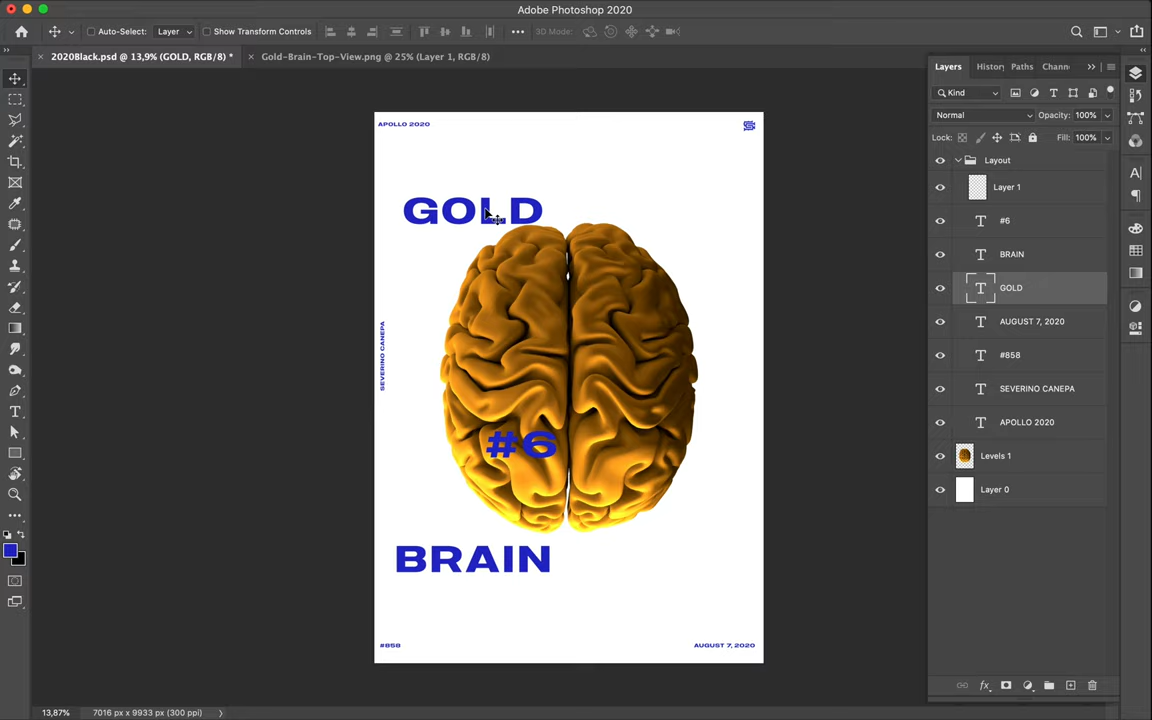 Adobe Photoshop 2020
Auto-Select: Layer Show Transform Controls ••• 3D Mode:
2020Black.psd @ 13,9% (GOLD, RGB/8) * Gold-Brain-Top-View.png @ 25% (Layer 1, RGB/8)
Layers Histor Paths Chann
Kind
Normal Opacity: 100%
Lock: Fill: 100%
Layout
Layer 1
#6
BRAIN
GOLD
AUGUST 7, 2020
#858
SEVERINO CANEPA
APOLLO 2020
Levels 1
Layer 0
APOLLO 2020
GOLD
SEVERINO CANEPA
#6
BRAIN
#858 AUGUST 7, 2020
13,87% 7016 px x 9933 px (300 ppi)